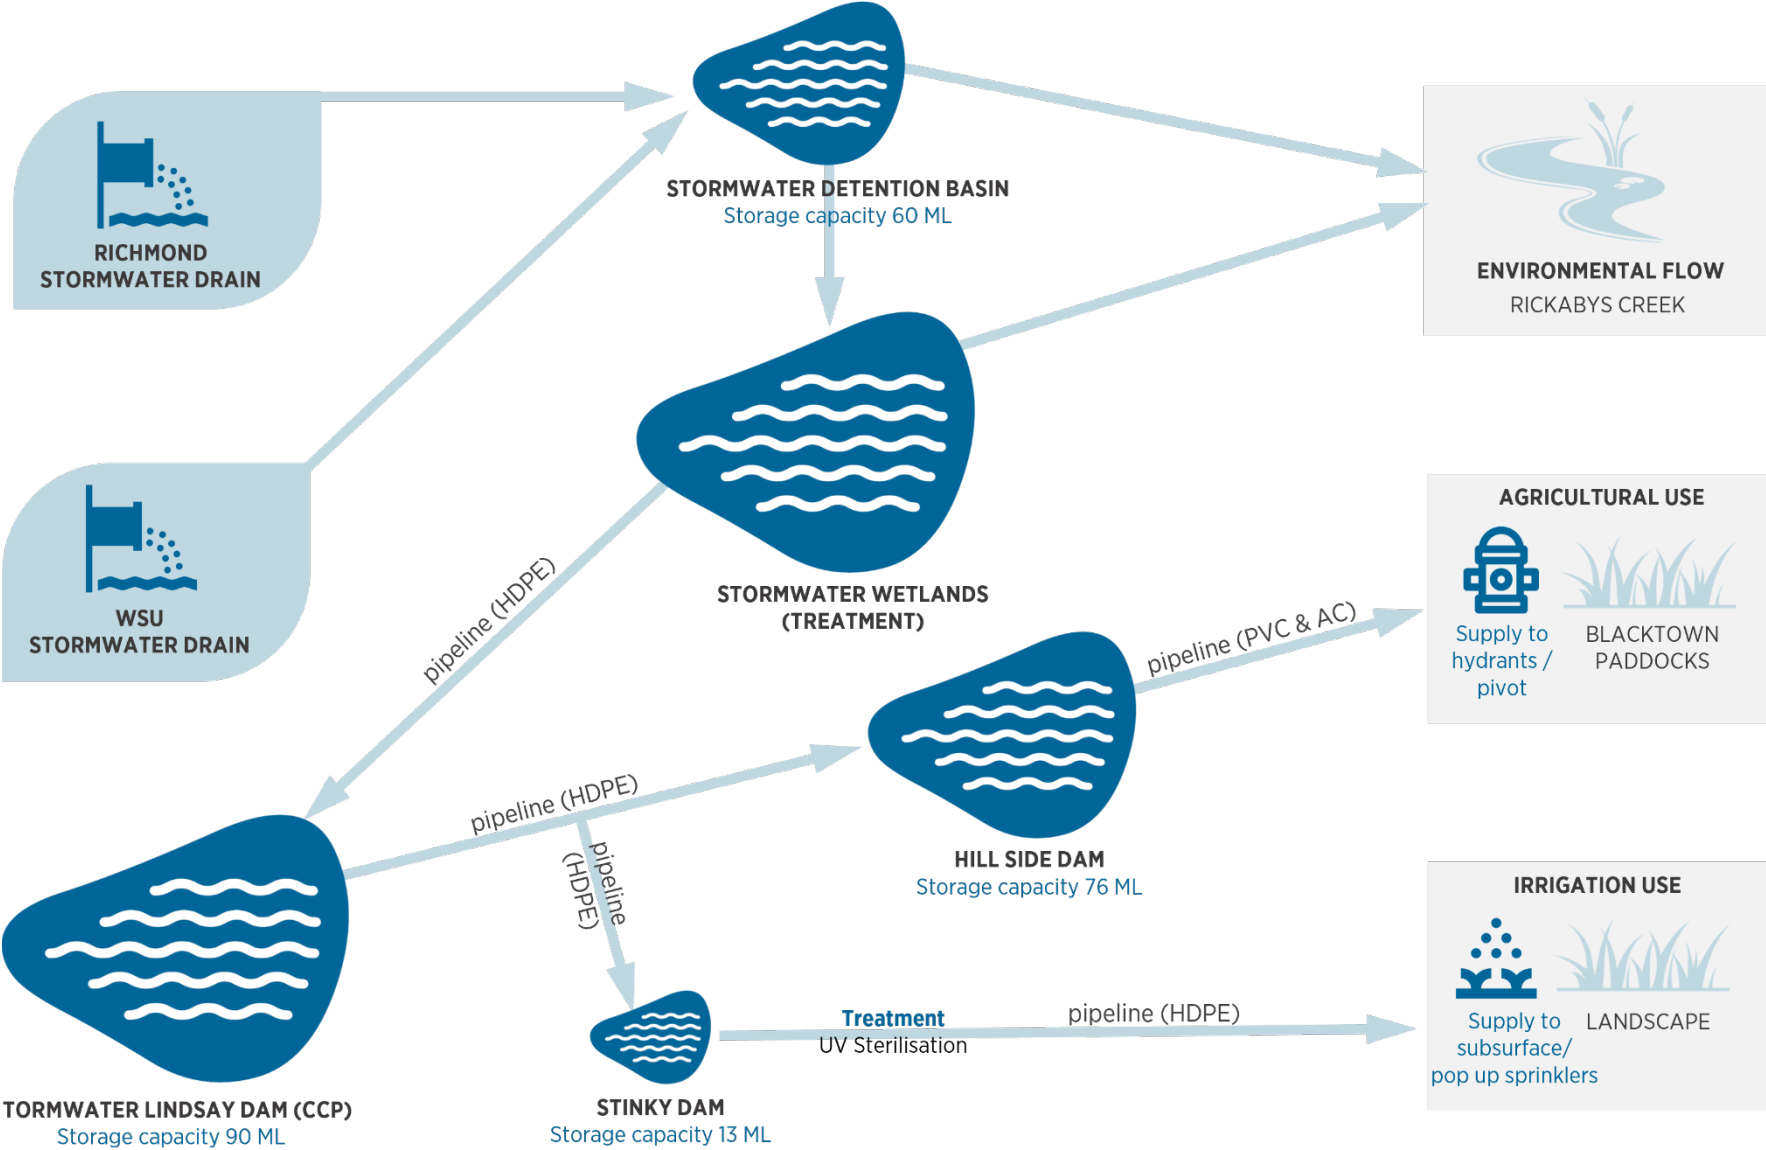 STORMWATER DETENTION BASIN
Storage capacity 60 ML
RICHMOND
STORMWATER DRAIN
ENVIRONMENTAL FLOW
RICKABYS CREEK
WSU
STORMWATER DRAIN
STORMWATER WETLANDS
(TREATMENT)
pipeline (HDPE)
AGRICULTURAL USE
Supply to
hydrants /
pivot
BLACKTOWN
PADDOCKS
pipeline (PVC & AC)
pipeline (HDPE)
pipeline
(HDPE)
HILL SIDE DAM
Storage capacity 76 ML
IRRIGATION USE
Supply to
subsurface/
pop up sprinklers
LANDSCAPE
Treatment
UV Sterilisation
pipeline (HDPE)
TORMWATER LINDSAY DAM (CCP)
Storage capacity 90 ML
STINKY DAM
Storage capacity 13 ML